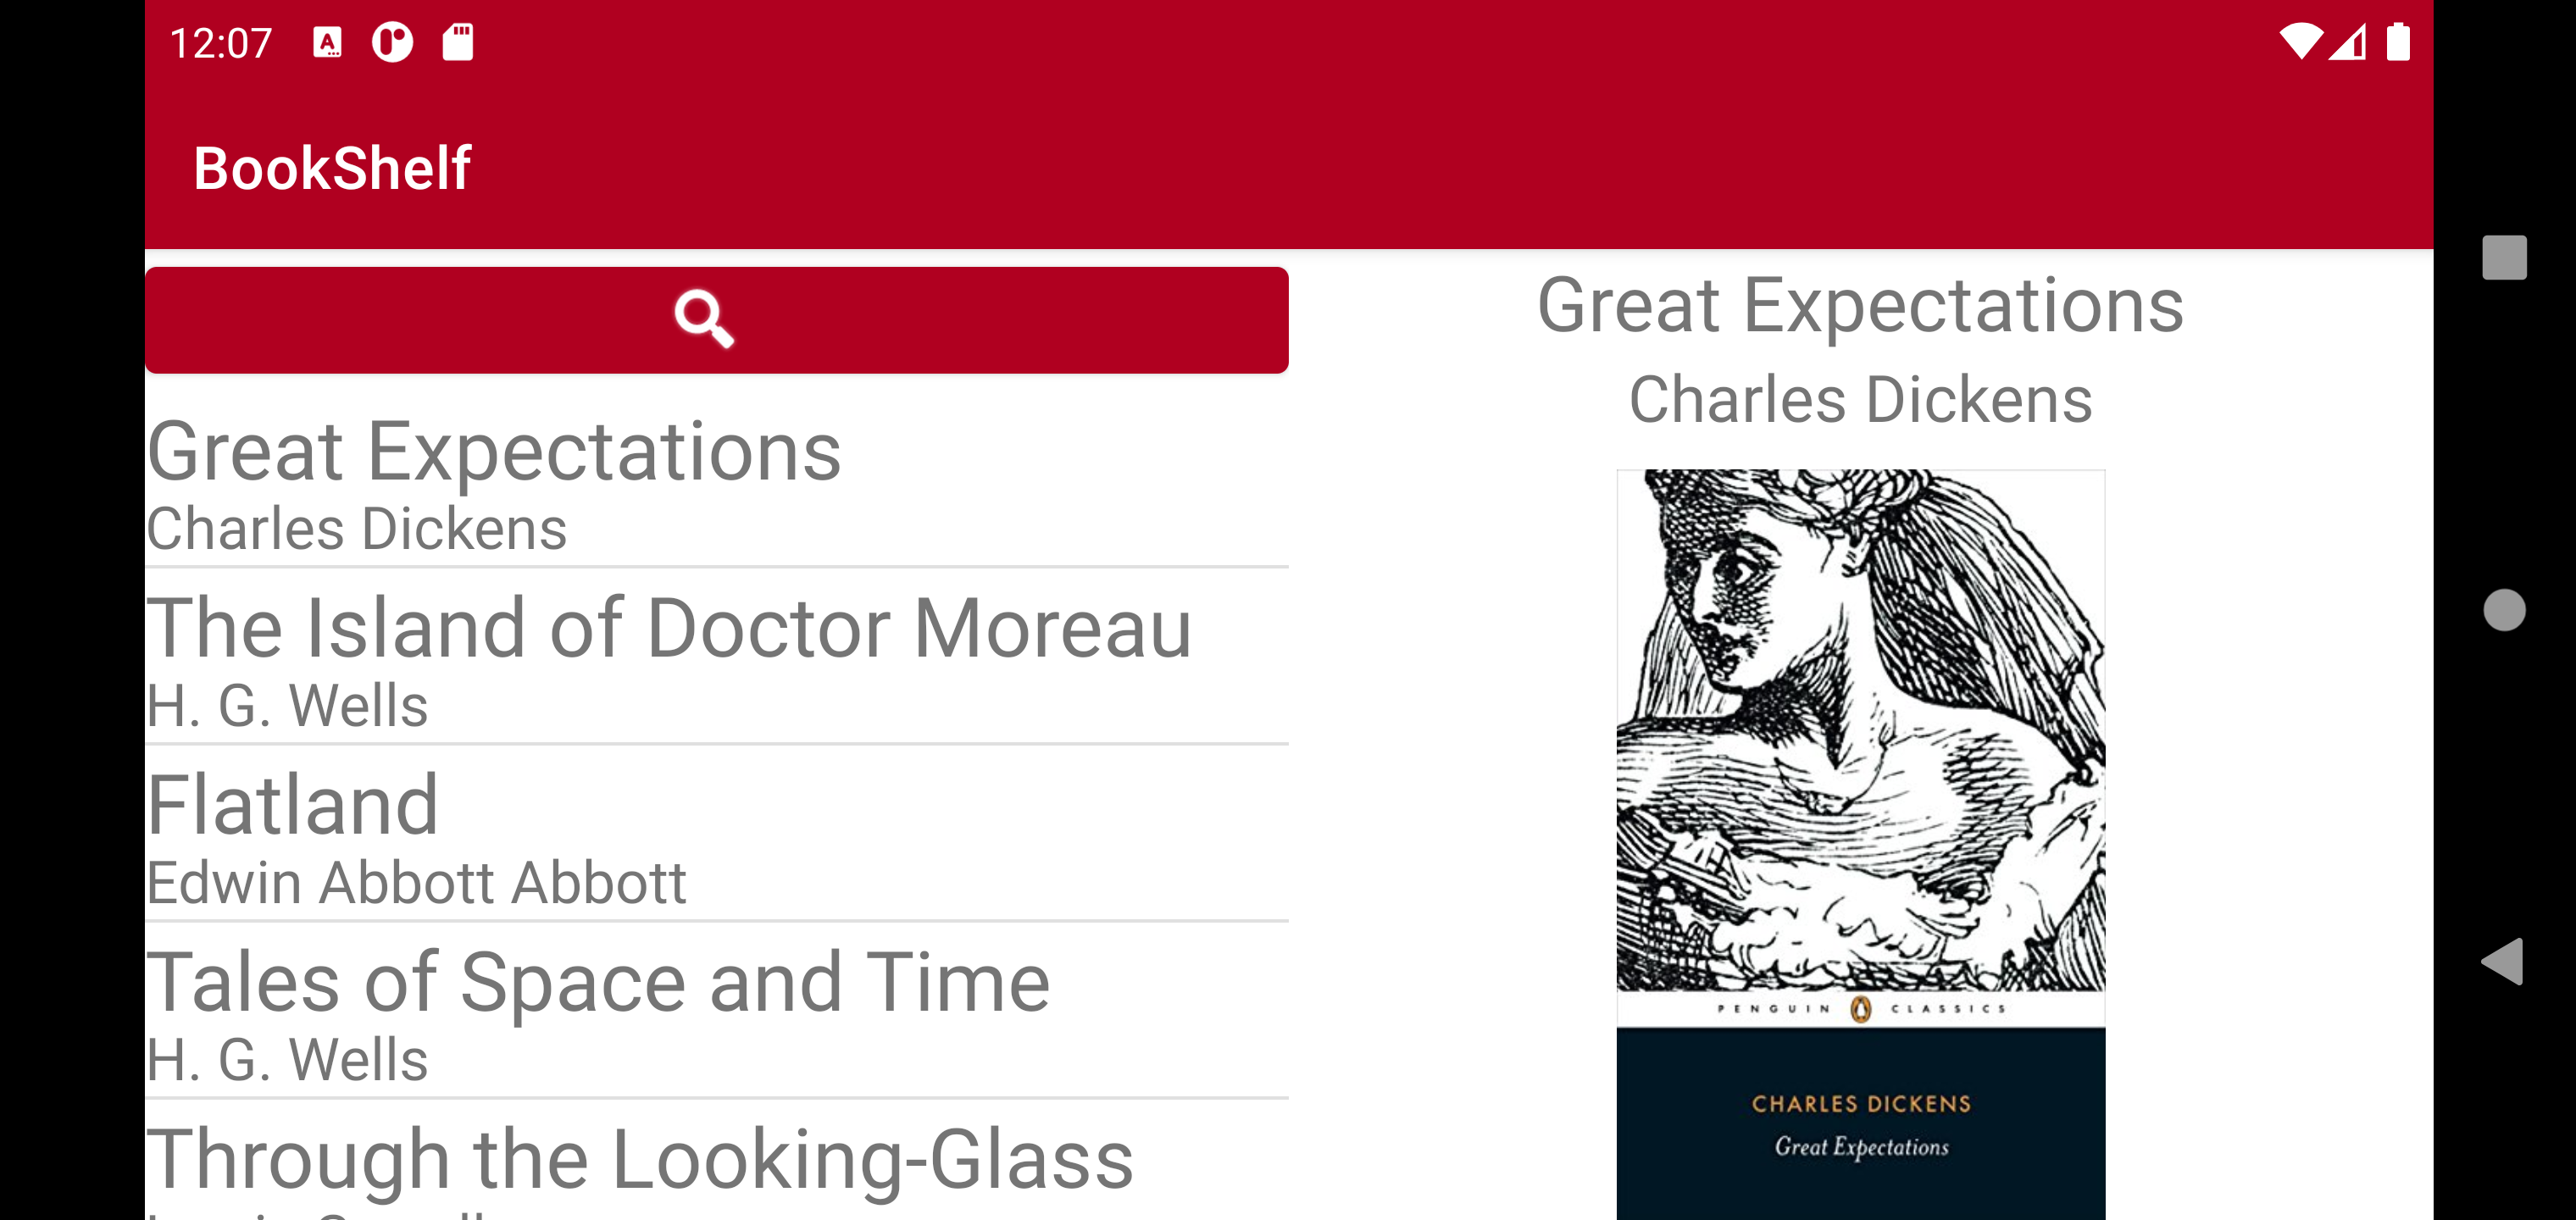 12:07
BookShelf
Great Expectations
Charles Dickens
The Island of Doctor Moreau
H. G. Wells
Flatland
Edwin Abbott Abbott
Tales of Space and Time
H. G. Wells
Through the Looking-Glass
Great Expectations
Charles Dickens
PENGUIN CLASSICS
CHARLES DICKENS
Great Expectations